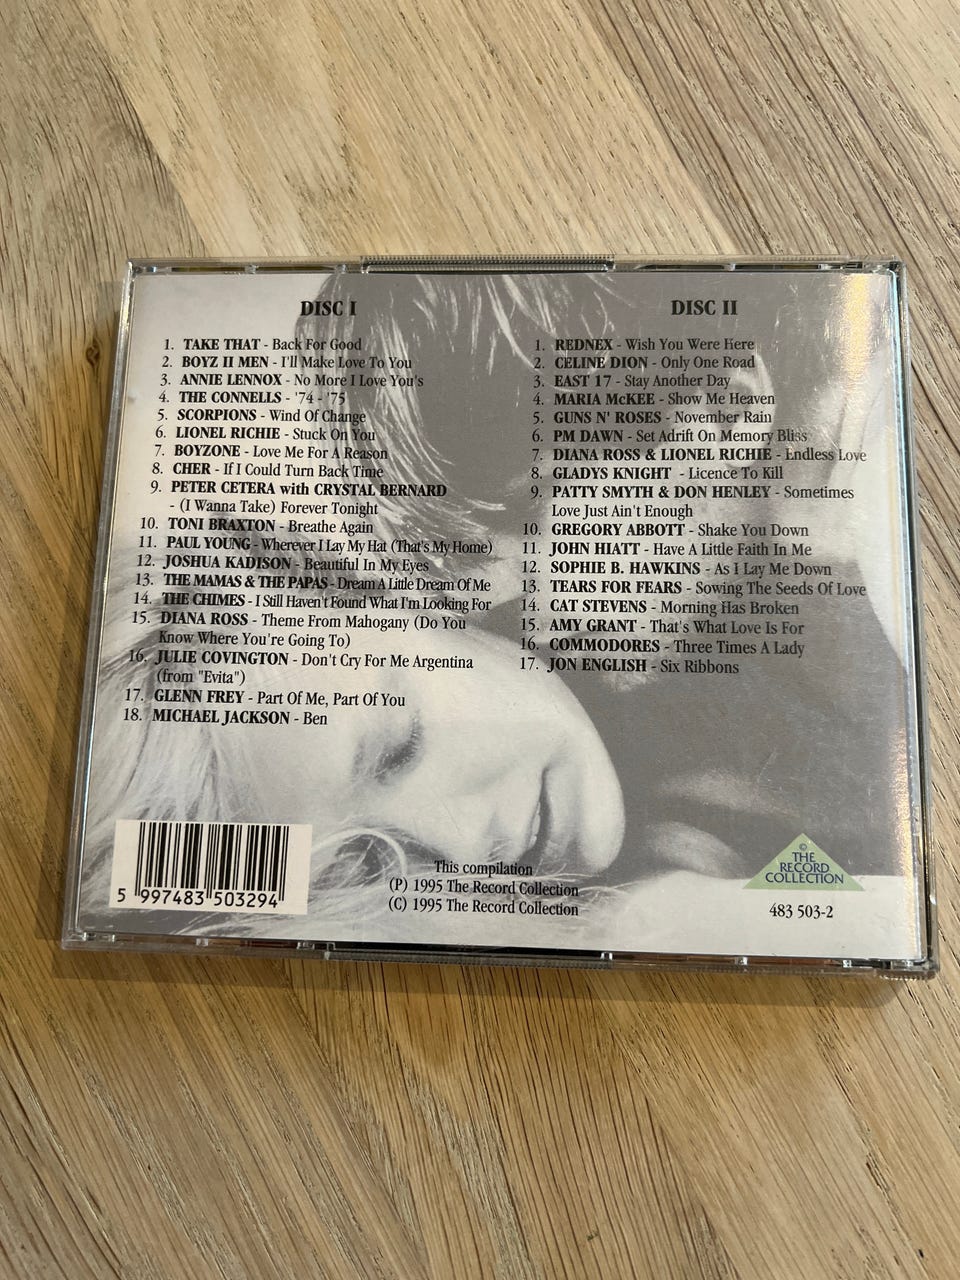 DISC I
1. TAKE THAT - Back For Good
2. BOYZ II MEN - I'll Make Love To You
3. ANNIE LENNOX - No More I Love You's
4. THE CONNELLS - '74 - '75
5. SCORPIONS - Wind Of Change
6. LIONEL RICHIE - Stuck On You
7. BOYZONE - Love Me For A Reason
8. CHER - If I Could Turn Back Time
9. PETER CETERA with CRYSTAL BERNARD
- (I Wanna Take) Forever Tonight
10. TONI BRAXTON - Breathe Again
11. PAUL YOUNG - Wherever I Lay My Hat (That's My Home)
12. JOSHUA KADISON - Beautiful In My Eyes
13. THE MAMAS & THE PAPAS - Dream A Little Dream Of Me
14. THE CHIMES - I Still Haven't Found What I'm Looking For
15. DIANA ROSS - Theme From Mahogany (Do You
Know Where You're Going To)
16. JULIE COVINGTON - Don't Cry For Me Argentina
(from "Evita")
17. GLENN FREY - Part Of Me, Part Of You
18. MICHAEL JACKSON - Ben
DISC II
1. REDNEX - Wish You Were Here
2. CELINE DION - Only One Road
3. EAST 17 - Stay Another Day
4. MARIA McKEE - Show Me Heaven
5. GUNS N' ROSES - November Rain
6. PM DAWN - Set Adrift On Memory Bliss
7. DIANA ROSS & LIONEL RICHIE - Endless Love
8. GLADYS KNIGHT - Licence To Kill
9. PATTY SMYTH & DON HENLEY - Sometimes
Love Just Ain't Enough
10. GREGORY ABBOTT - Shake You Down
11. JOHN HIATT - Have A Little Faith In Me
12. SOPHIE B. HAWKINS - As I Lay Me Down
13. TEARS FOR FEARS - Sowing The Seeds Of Love
14. CAT STEVENS - Morning Has Broken
15. AMY GRANT - That's What Love Is For
16. COMMODORES - Three Times A Lady
17. JON ENGLISH - Six Ribbons
5 997483 503294
This compilation
(P) 1995 The Record Collection
(C) 1995 The Record Collection
©
THE
RECORD
COLLECTION
483 503-2